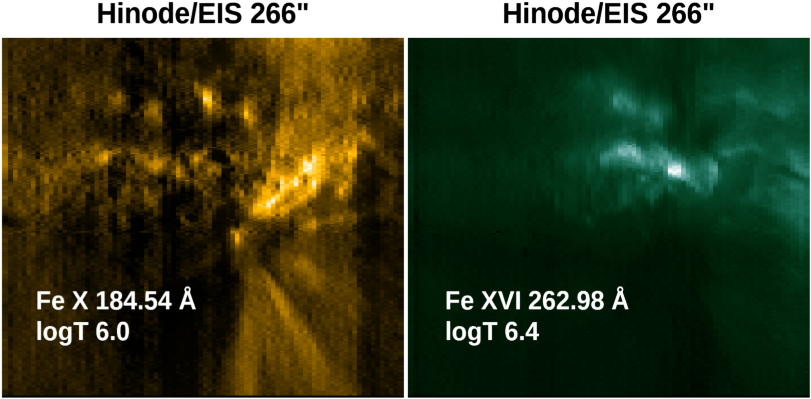 Hinode/EIS 266"
Hinode/EIS 266"
Fe X 184.54 Å
logT 6.0
Fe XVI 262.98 Å
logT 6.4